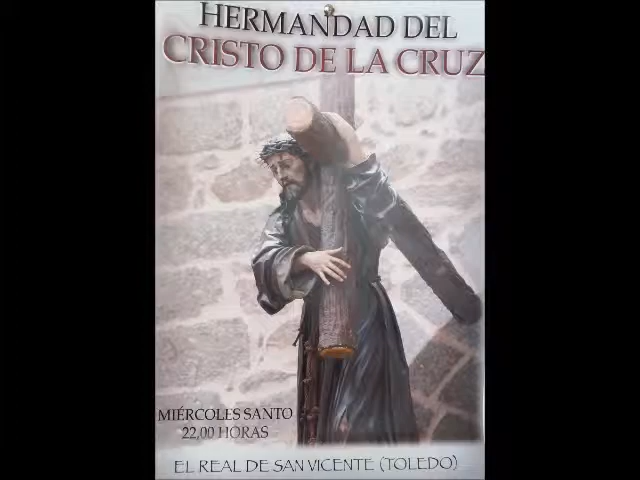 HERMANDAD DEL
CRISTO DE LA CRUZ
MIÉRCOLES SANTO
22,00 HORAS
EL REAL DE SAN VICENTE (TOLEDO)